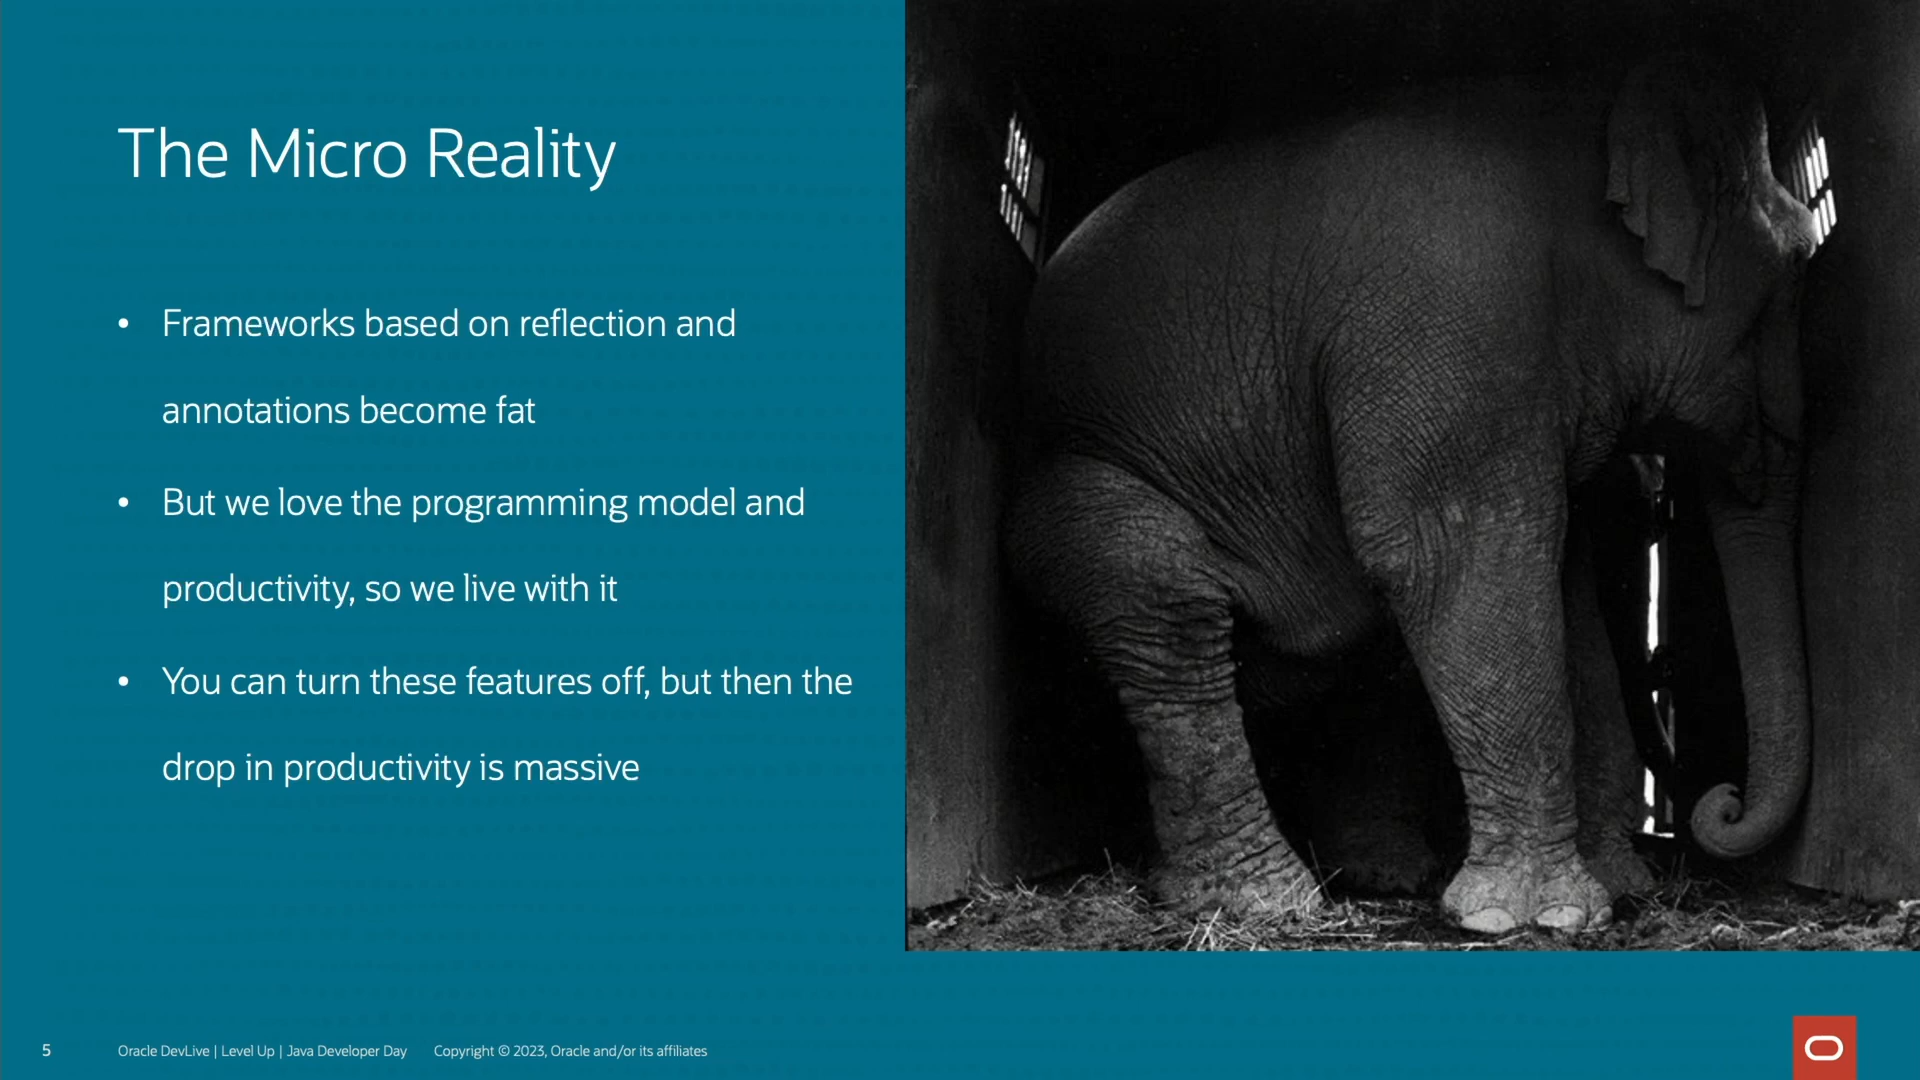 The Micro Reality
• Frameworks based on reflection and
annotations become fat
• But we love the programming model and
productivity, so we live with it
• You can turn these features off, but then the
drop in productivity is massive
5 Oracle DevLive | Level Up | Java Developer Day Copyright © 2023, Oracle and/or its affiliates